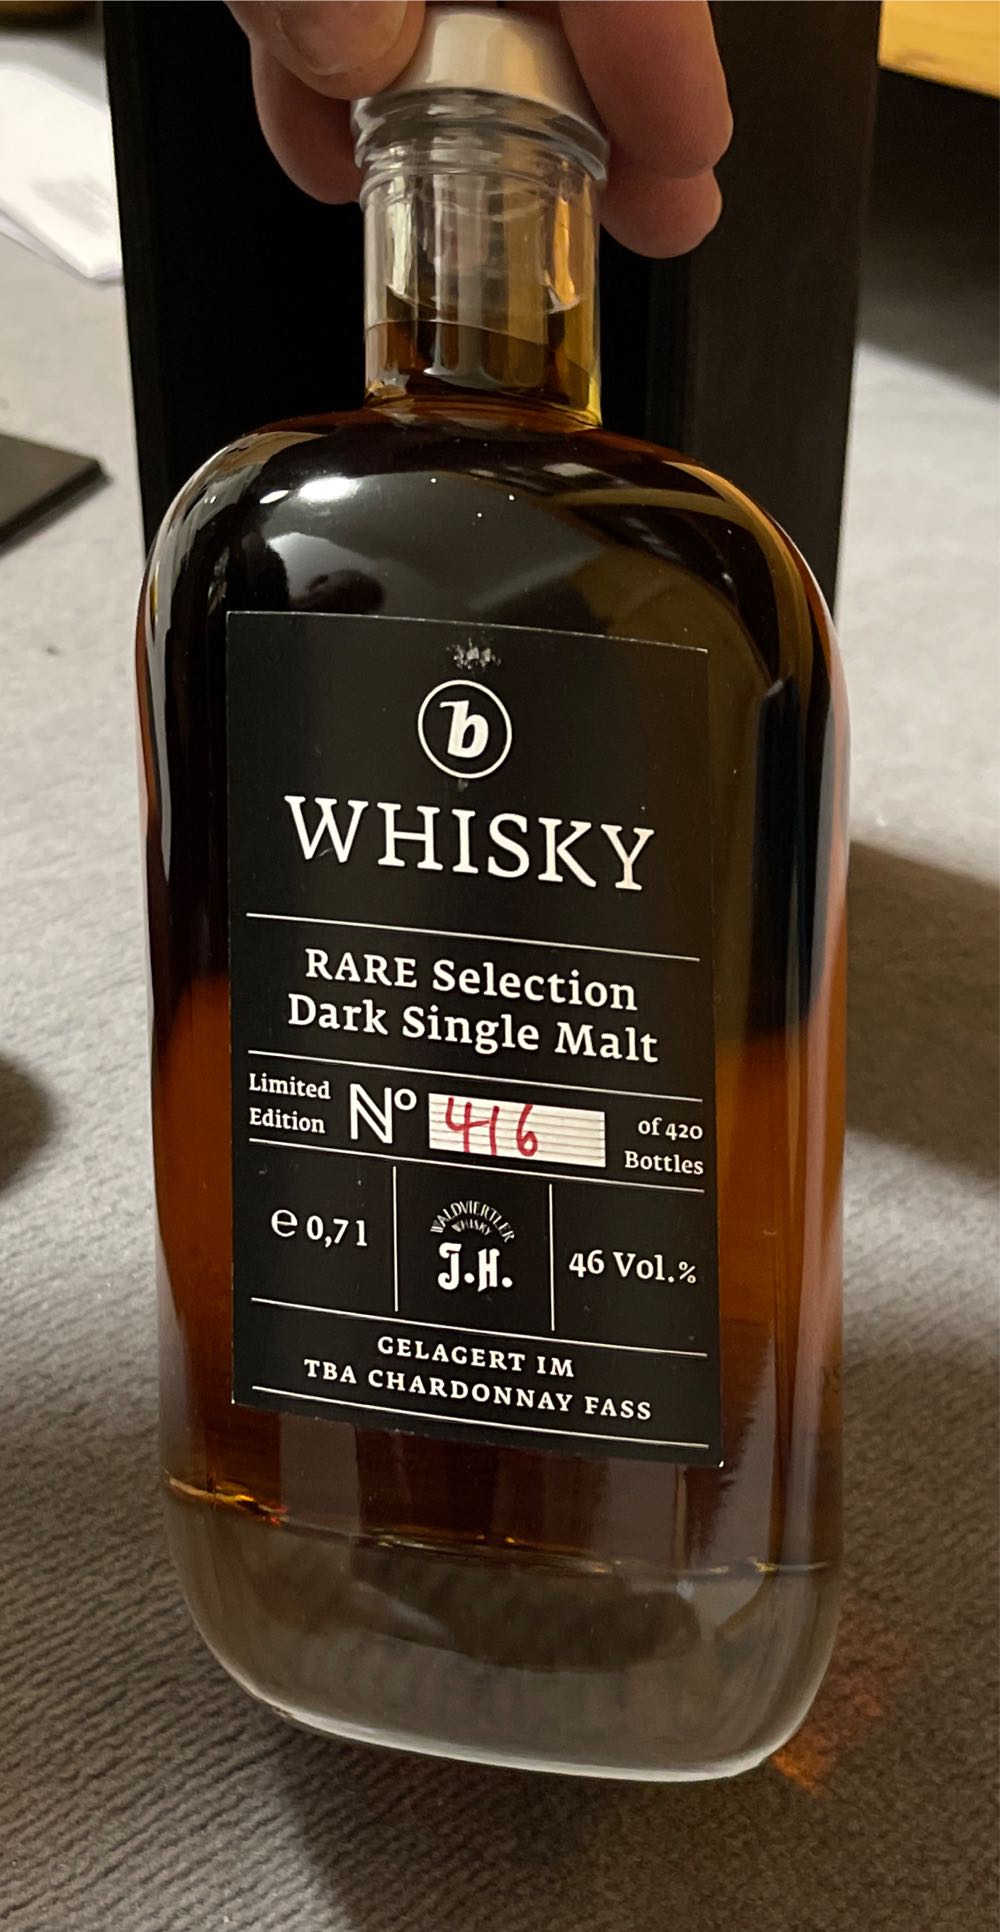 b
WHISKY
RARE Selection
Dark Single Malt
Limited
Edition
Nº 416
of 420
Bottles
e 0,7 l
WALDVIERTLER
WHISKY
J.H.
46 Vol.%
GELAGERT IM
TBA CHARDONNAY FASS